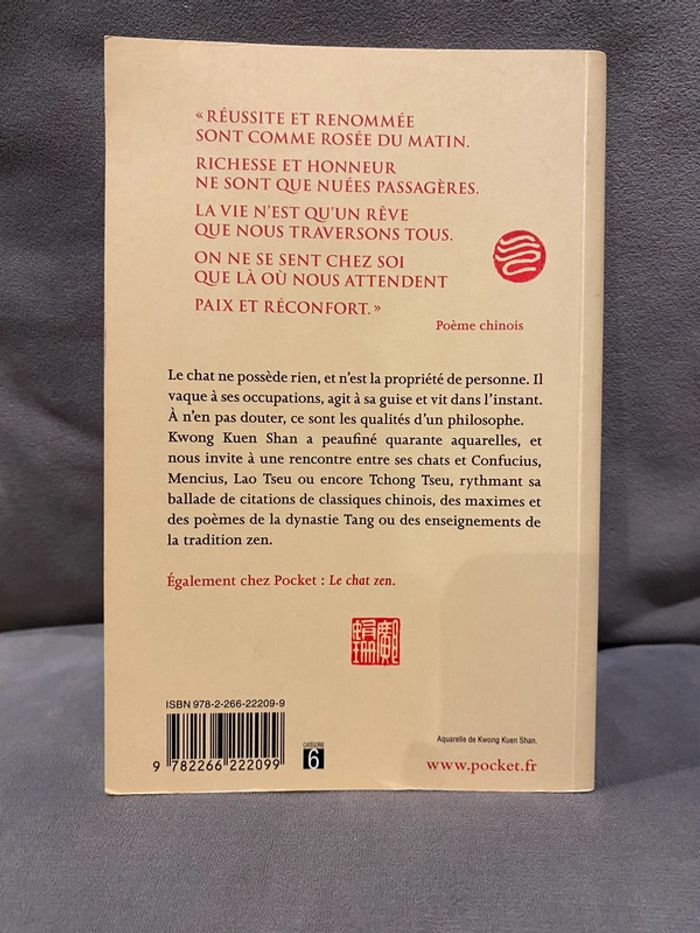 « RÉUSSITE ET RENOMMÉE
SONT COMME ROSÉE DU MATIN.
RICHESSE ET HONNEUR
NE SONT QUE NUÉES PASSAGÈRES.
LA VIE N'EST QU'UN RÊVE
QUE NOUS TRAVERSONS TOUS.
ON NE SE SENT CHEZ SOI
QUE LÀ OÙ NOUS ATTENDENT
PAIX ET RÉCONFORT. »
Poème chinois
Le chat ne possède rien, et n'est la propriété de personne. Il
vaque à ses occupations, agit à sa guise et vit dans l'instant.
À n'en pas douter, ce sont les qualités d'un philosophe.
Kwong Kuen Shan a peaufiné quarante aquarelles, et
nous invite à une rencontre entre ses chats et Confucius,
Mencius, Lao Tseu ou encore Tchong Tseu, rythmant sa
ballade de citations de classiques chinois, des maximes et
des poèmes de la dynastie Tang ou des enseignements de
la tradition zen.
Également chez Pocket : Le chat zen.
ISBN 978-2-266-22209-9
9 782266 222099
CATÉGORIE
6
Aquarelle de Kwong Kuen Shan.
www.pocket.fr